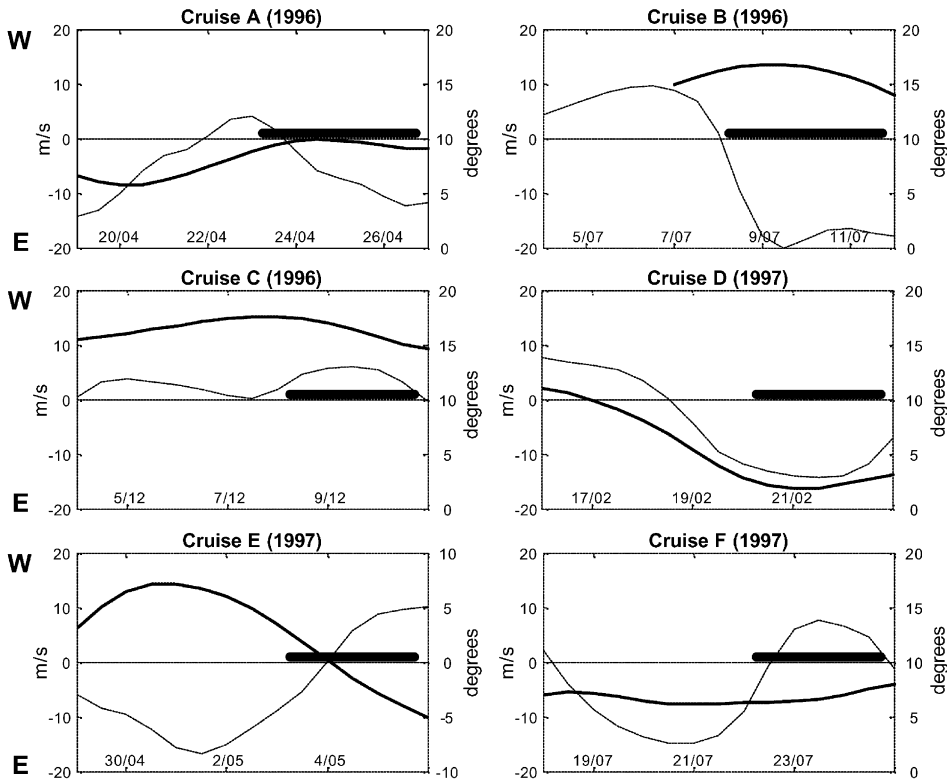 Cruise A (1996)
W
20 10 0 -10 -20
m/s
20 15 10 5 0
degrees
E
20/04 22/04 24/04 26/04
Cruise B (1996)
20 10 0 -10 -20
m/s
20 15 10 5 0
degrees
5/07 7/07 9/07 11/07
Cruise C (1996)
W
20 10 0 -10 -20
m/s
20 15 10 5 0
degrees
E
5/12 7/12 9/12
Cruise D (1997)
20 10 0 -10 -20
m/s
20 15 10 5 0
degrees
17/02 19/02 21/02
Cruise E (1997)
W
20 10 0 -10 -20
m/s
10 5 0 -5 -10
degrees
E
30/04 2/05 4/05
Cruise F (1997)
20 10 0 -10 -20
m/s
20 15 10 5 0
degrees
19/07 21/07 23/07